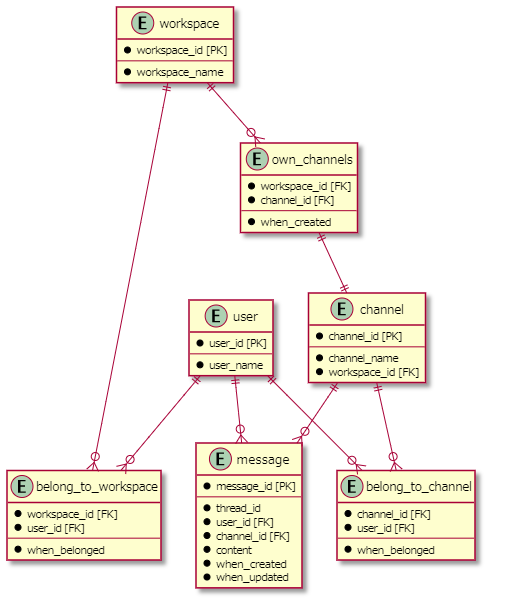 E workspace
workspace_id [PK]
workspace_name
E own_channels
workspace_id [FK]
channel_id [FK]
when_created
E user
user_id [PK]
user_name
E channel
channel_id [PK]
channel_name
workspace_id [FK]
E belong_to_workspace
workspace_id [FK]
user_id [FK]
when_belonged
E message
message_id [PK]
thread_id
user_id [FK]
channel_id [FK]
content
when_created
when_updated
E belong_to_channel
channel_id [FK]
user_id [FK]
when_belonged